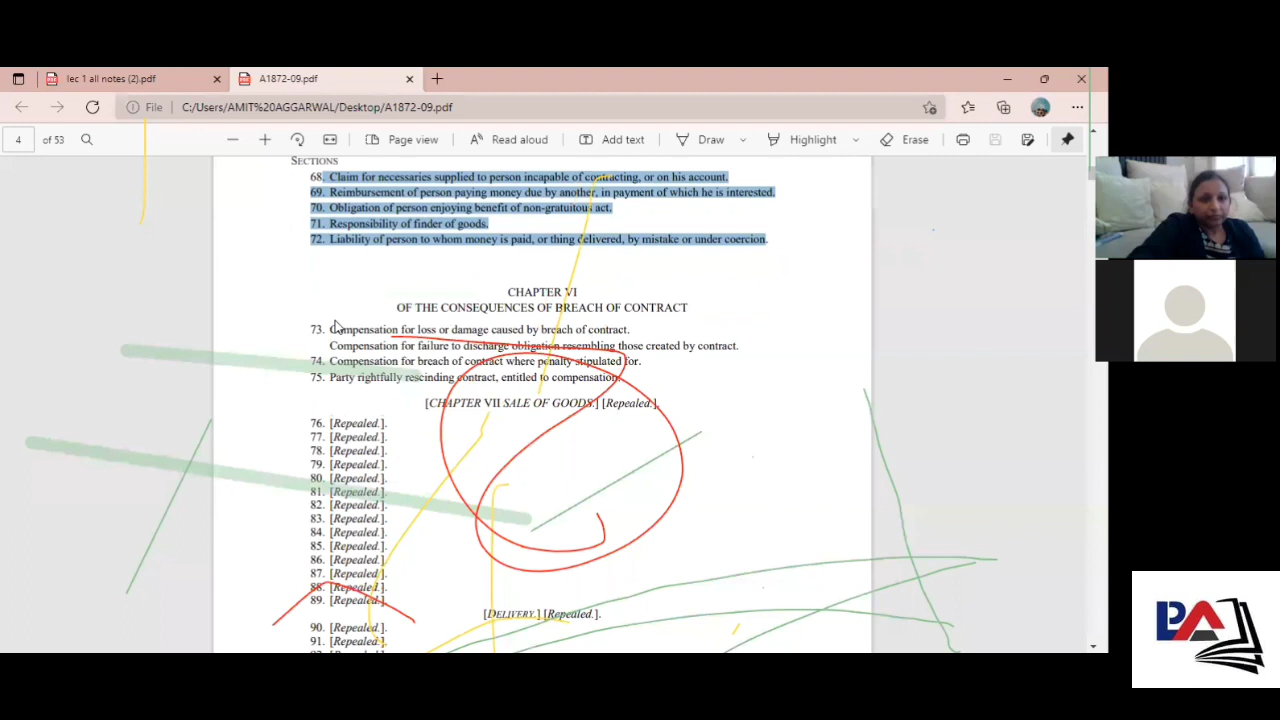 lec 1 all notes (2).pdf
A1872-09.pdf
File
C:/Users/AMIT%20AGGARWAL/Desktop/A1872-09.pdf
4 of 53
Page view
Read aloud
Add text
Draw
Highlight
Erase
SECTIONS
68. Claim for necessaries supplied to person incapable of contracting, or on his account.
69. Reimbursement of person paying money due by another, in payment of which he is interested.
70. Obligation of person enjoying benefit of non-gratuitous act.
71. Responsibility of finder of goods.
72. Liability of person to whom money is paid, or thing delivered, by mistake or under coercion.
CHAPTER VI
OF THE CONSEQUENCES OF BREACH OF CONTRACT
73. Compensation for loss or damage caused by breach of contract.
Compensation for failure to discharge obligation resembling those created by contract.
74. Compensation for breach of contract where penalty stipulated for.
75. Party rightfully rescinding contract, entitled to compensation.
[CHAPTER VII SALE OF GOODS.] [Repealed.].
76. [Repealed.].
77. [Repealed.].
78. [Repealed.].
79. [Repealed.].
80. [Repealed.].
81. [Repealed.].
82. [Repealed.].
83. [Repealed.].
84. [Repealed.].
85. [Repealed.].
86. [Repealed.].
87. [Repealed.].
88. [Repealed.].
89. [Repealed.].
[DELIVERY.] [Repealed.].
90. [Repealed.].
91. [Repealed.].